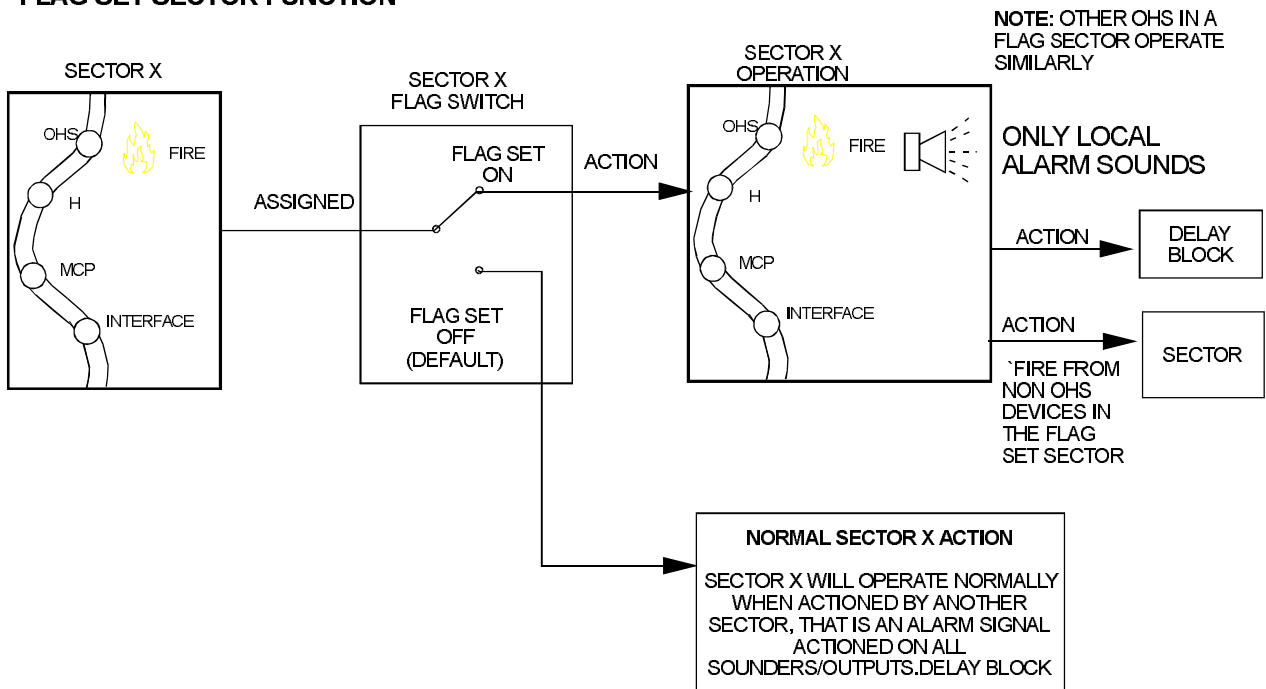 FLAG SET SECTOR FUNCTION
NOTE: OTHER OHS IN A
FLAG SECTOR OPERATE
SIMILARLY
SECTOR X
OHS
FIRE
H
MCP
INTERFACE
ASSIGNED
SECTOR X
FLAG SWITCH
FLAG SET
ON
FLAG SET
OFF
(DEFAULT)
ACTION
SECTOR X
OPERATION
OHS
FIRE
H
MCP
INTERFACE
ONLY LOCAL
ALARM SOUNDS
ACTION
DELAY
BLOCK
ACTION
SECTOR
`FIRE FROM
NON OHS
DEVICES IN
THE FLAG
SET SECTOR
NORMAL SECTOR X ACTION
SECTOR X WILL OPERATE NORMALLY
WHEN ACTIONED BY ANOTHER
SECTOR, THAT IS AN ALARM SIGNAL
ACTIONED ON ALL
SOUNDERS/OUTPUTS.DELAY BLOCK